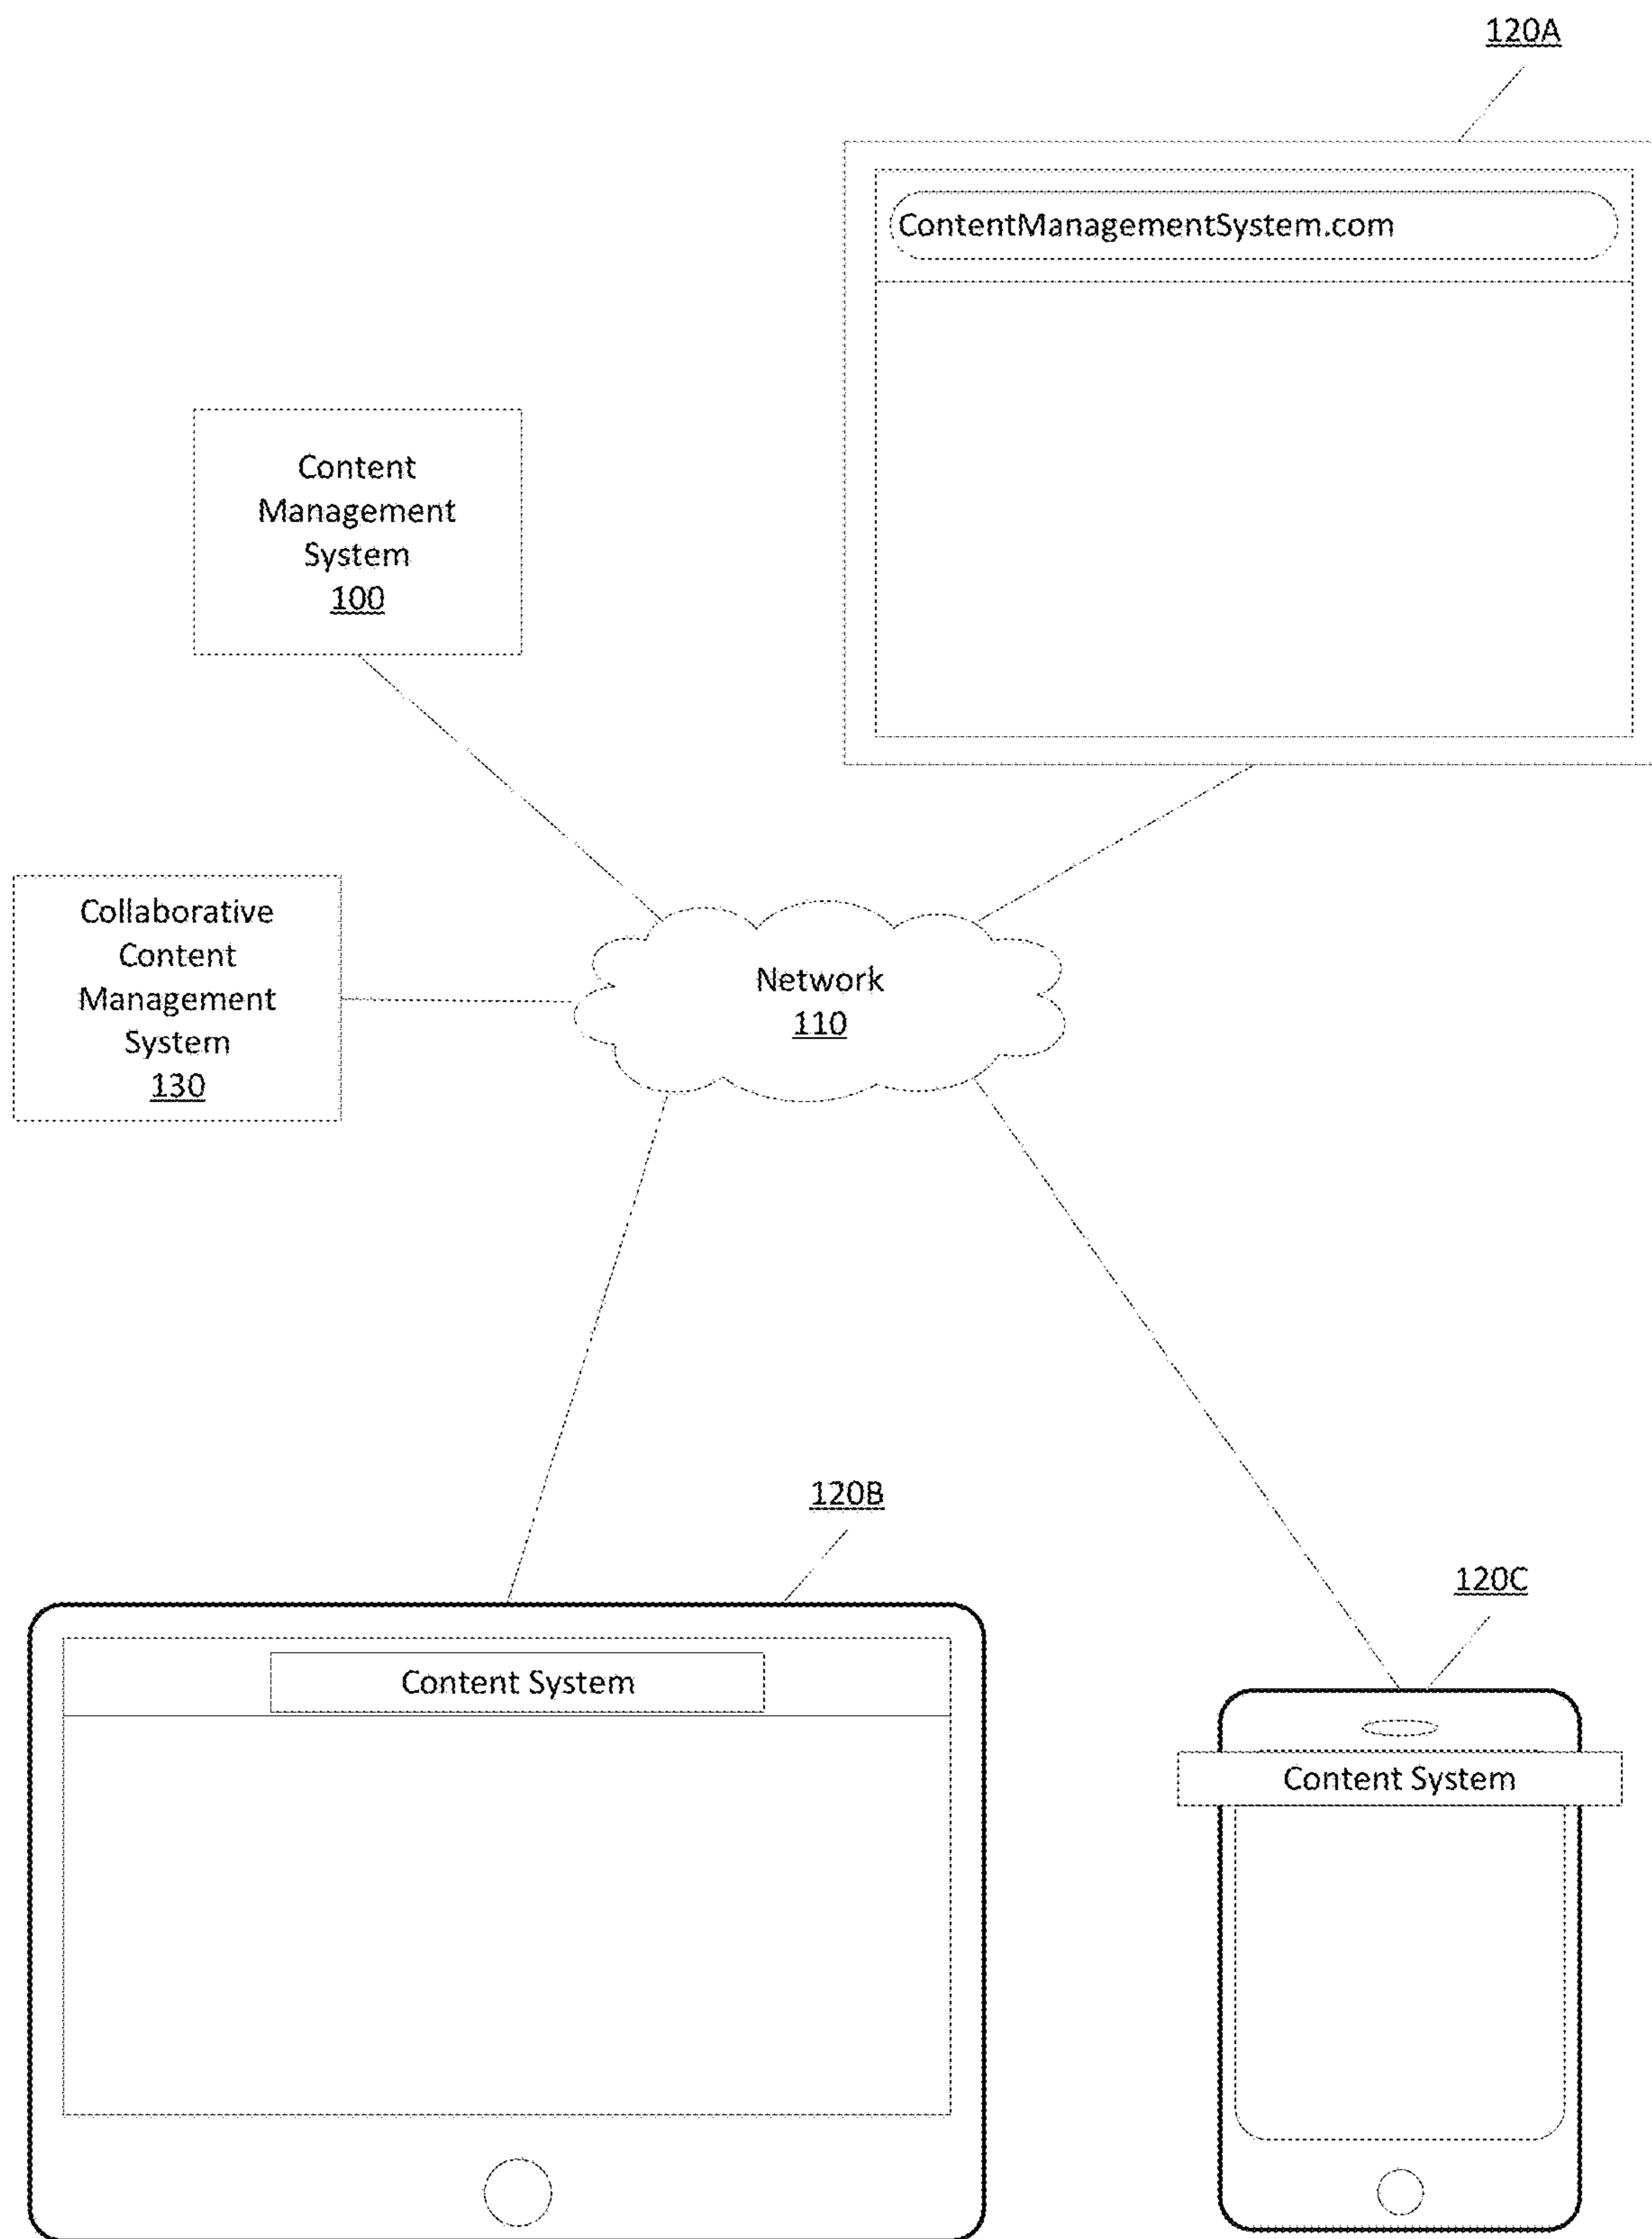 120A
ContentManagementSystem.com
Content
Management
System
100
Collaborative
Content
Management
System
130
Network
110
120B
Content System
120C
Content System